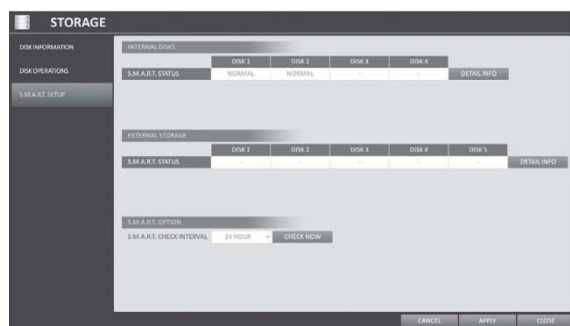 STORAGE
DISK INFORMATION
DISK OPERATIONS
S.M.A.R.T. SETUP
INTERNAL DISKS
DISK 1 DISK 2 DISK 3 DISK 4
S.M.A.R.T. STATUS NORMAL NORMAL - - DETAIL INFO
EXTERNAL STORAGE
DISK 1 DISK 2 DISK 3 DISK 4 DISK 5
S.M.A.R.T. STATUS - - - - - DETAIL INFO
S.M.A.R.T. OPTION
S.M.A.R.T. CHECK INTERVAL 24 HOUR CHECK NOW
CANCEL APPLY CLOSE